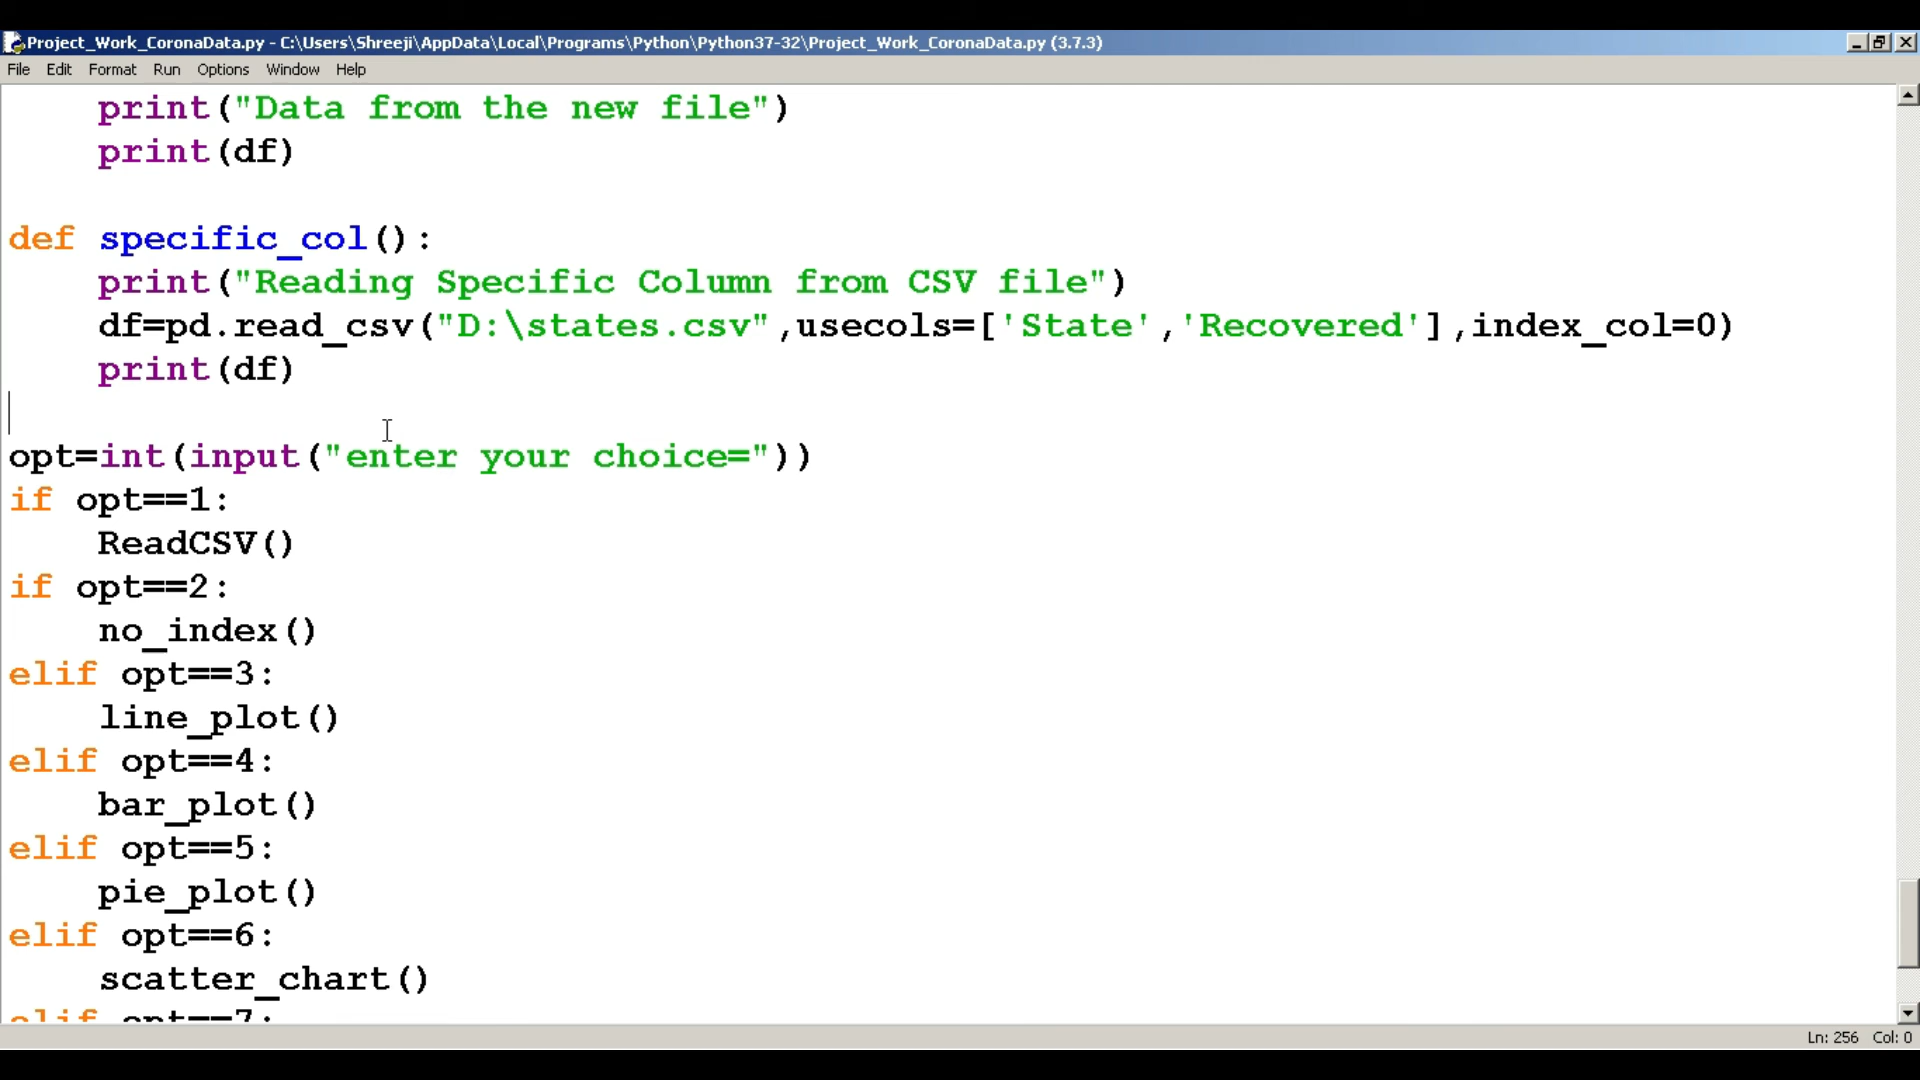 Project_Work_CoronaData.py - C:\Users\Shreeji\AppData\Local\Programs\Python\Python37-32\Project_Work_CoronaData.py (3.7.3)
File Edit Format Run Options Window Help
    print("Data from the new file")
    print(df)
def specific_col():
    print("Reading Specific Column from CSV file")
    df=pd.read_csv("D:\states.csv",usecols=['State','Recovered'],index_col=0)
    print(df)
opt=int(input("enter your choice="))
if opt==1:
    ReadCSV()
if opt==2:
    no_index()
elif opt==3:
    line_plot()
elif opt==4:
    bar_plot()
elif opt==5:
    pie_plot()
elif opt==6:
    scatter_chart()
elif opt==7:
Ln: 256 Col: 0